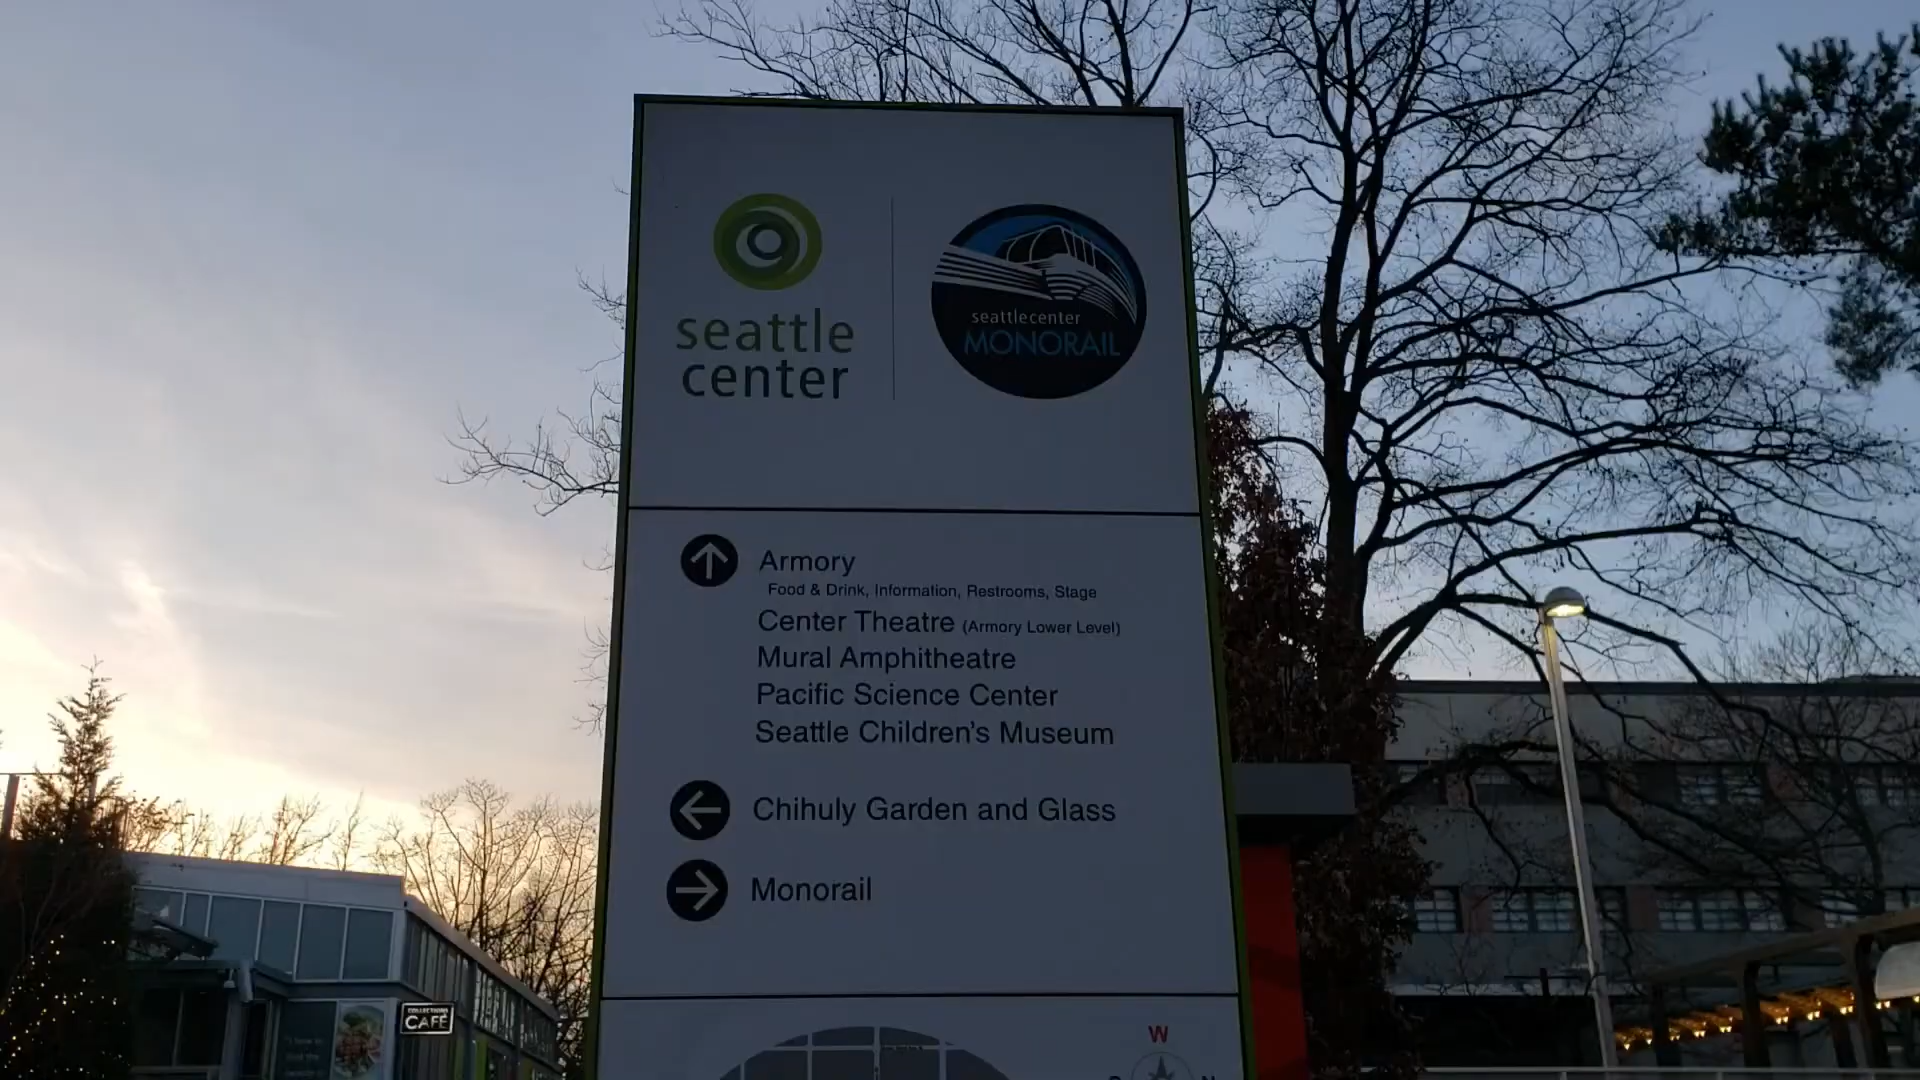 seattle
center
seattlecenter
MONORAIL
Armory
Food & Drink, Information, Restrooms, Stage
Center Theatre (Armory Lower Level)
Mural Amphitheatre
Pacific Science Center
Seattle Children's Museum
Chihuly Garden and Glass
Monorail
COLLECTIONS
CAFÉ
W